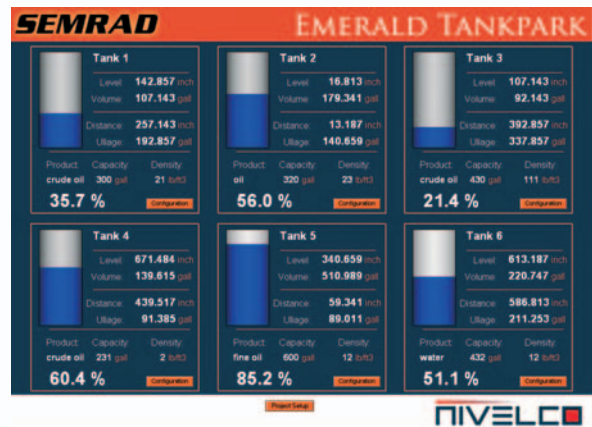 SEMRAD
EMERALD TANKPARK
Tank 1
Level: 142.857 inch
Volume: 107.143 gall
Distance: 257.143 inch
Ullage: 192.857 gall
Product: Capacity: Density:
crude oil 300 gall 21 lb/ft3
35.7 %
Configuration
Tank 2
Level: 16.813 inch
Volume: 179.341 gall
Distance: 13.187 inch
Ullage: 140.659 gall
Product: Capacity: Density:
oil 320 gall 23 lb/ft3
56.0 %
Configuration
Tank 3
Level: 107.143 inch
Volume: 92.143 gall
Distance: 392.857 inch
Ullage: 337.857 gall
Product: Capacity: Density:
crude oil 430 gall 111 lb/ft3
21.4 %
Configuration
Tank 4
Level: 671.484 inch
Volume: 139.615 gall
Distance: 439.517 inch
Ullage: 91.385 gall
Product: Capacity: Density:
crude oil 231 gall 2 lb/ft3
60.4 %
Configuration
Tank 5
Level: 340.659 inch
Volume: 510.989 gall
Distance: 59.341 inch
Ullage: 89.011 gall
Product: Capacity: Density:
fine oil 600 gall 12 lb/ft3
85.2 %
Configuration
Tank 6
Level: 613.187 inch
Volume: 220.747 gall
Distance: 586.813 inch
Ullage: 211.253 gall
Product: Capacity: Density:
water 432 gall 12 lb/ft3
51.1 %
Configuration
Project Setup
NIVELCO